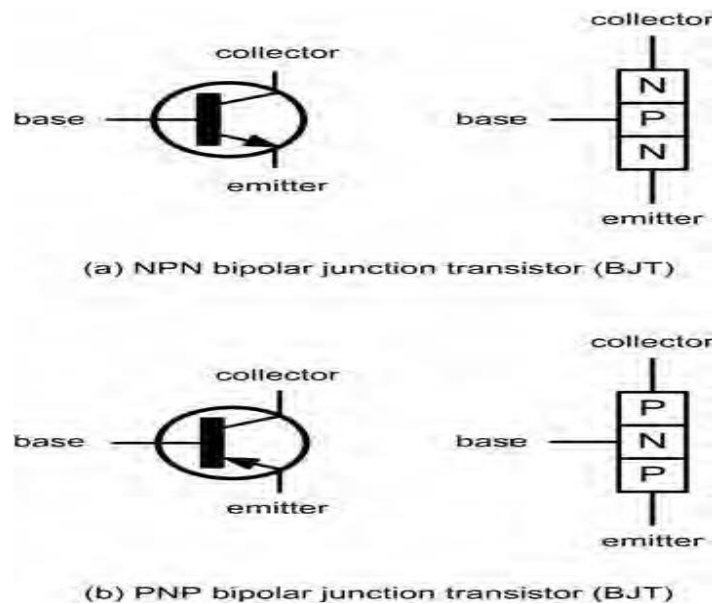 collector
base
emitter
collector
base
N
P
N
emitter
(a) NPN bipolar junction transistor (BJT)
collector
base
emitter
collector
base
P
N
P
emitter
(b) PNP bipolar junction transistor (BJT)